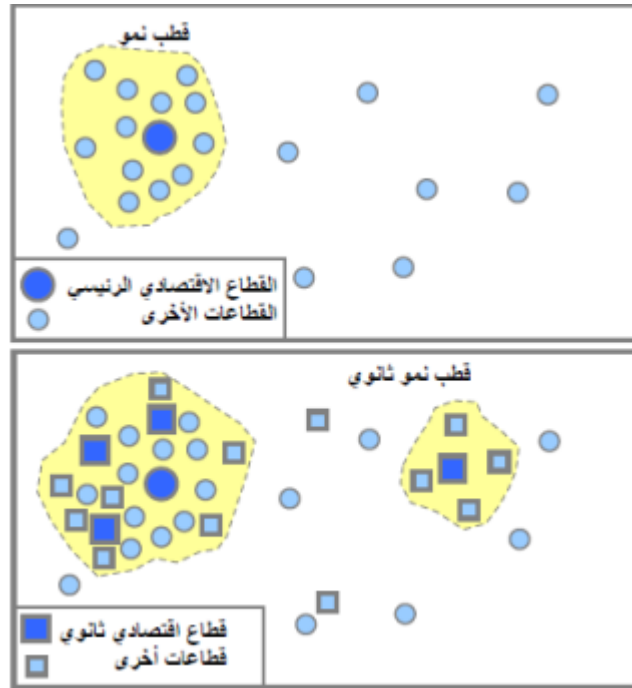 قطب نمو
القطاع الاقتصادي الرئيسي
القطاعات الأخرى
قطب نمو ثانوي
قطاع اقتصادي ثانوي
قطاعات أخرى